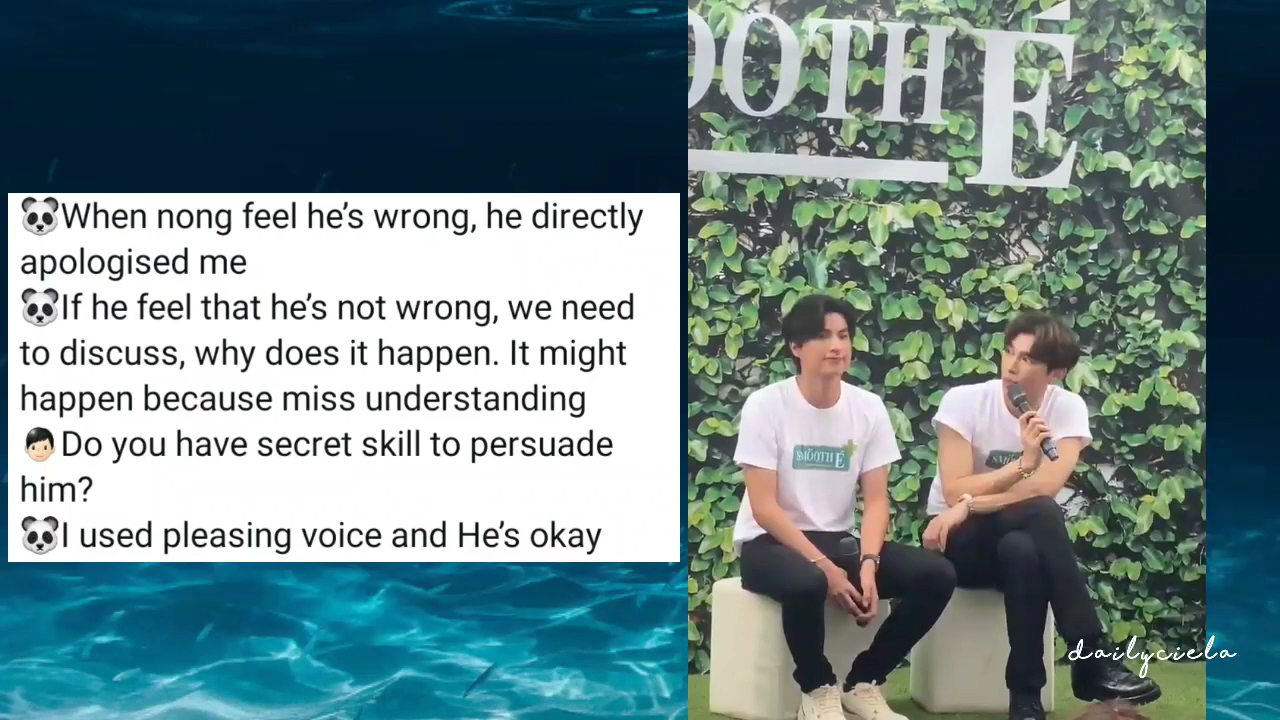 🐼When nong feel he's wrong, he directly
apologised me
🐼If he feel that he's not wrong, we need
to discuss, why does it happen. It might
happen because miss understanding
👦🏻Do you have secret skill to persuade
him?
🐼I used pleasing voice and He's okay
OOTH É
SMOOTH É
dailyciela